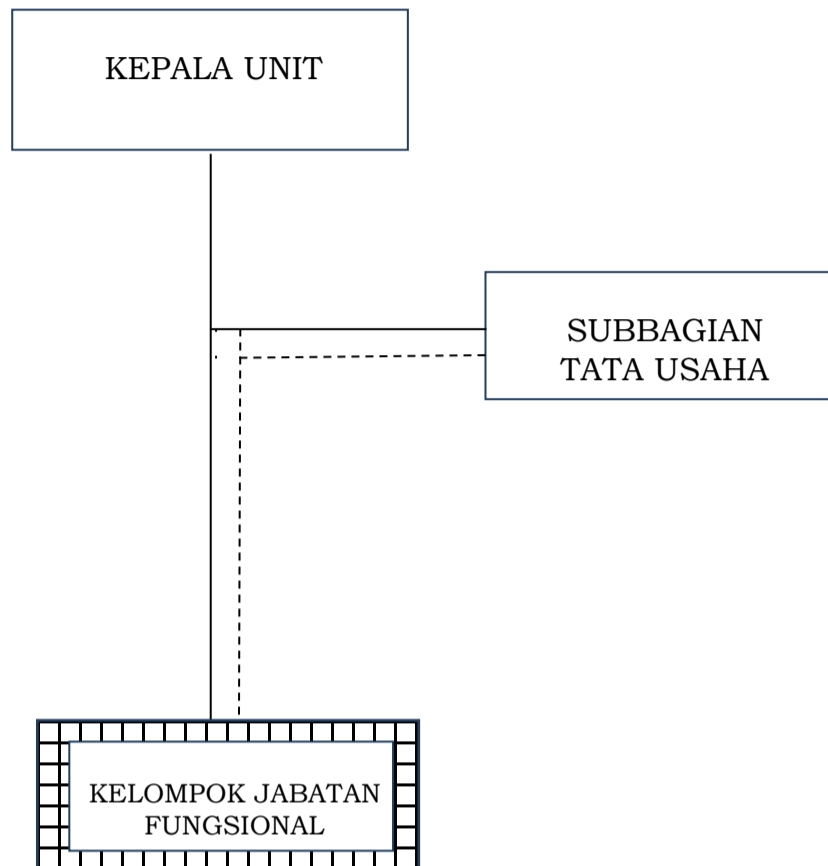 KEPALA UNIT
SUBBAGIAN
TATA USAHA
KELOMPOK JABATAN
FUNGSIONAL